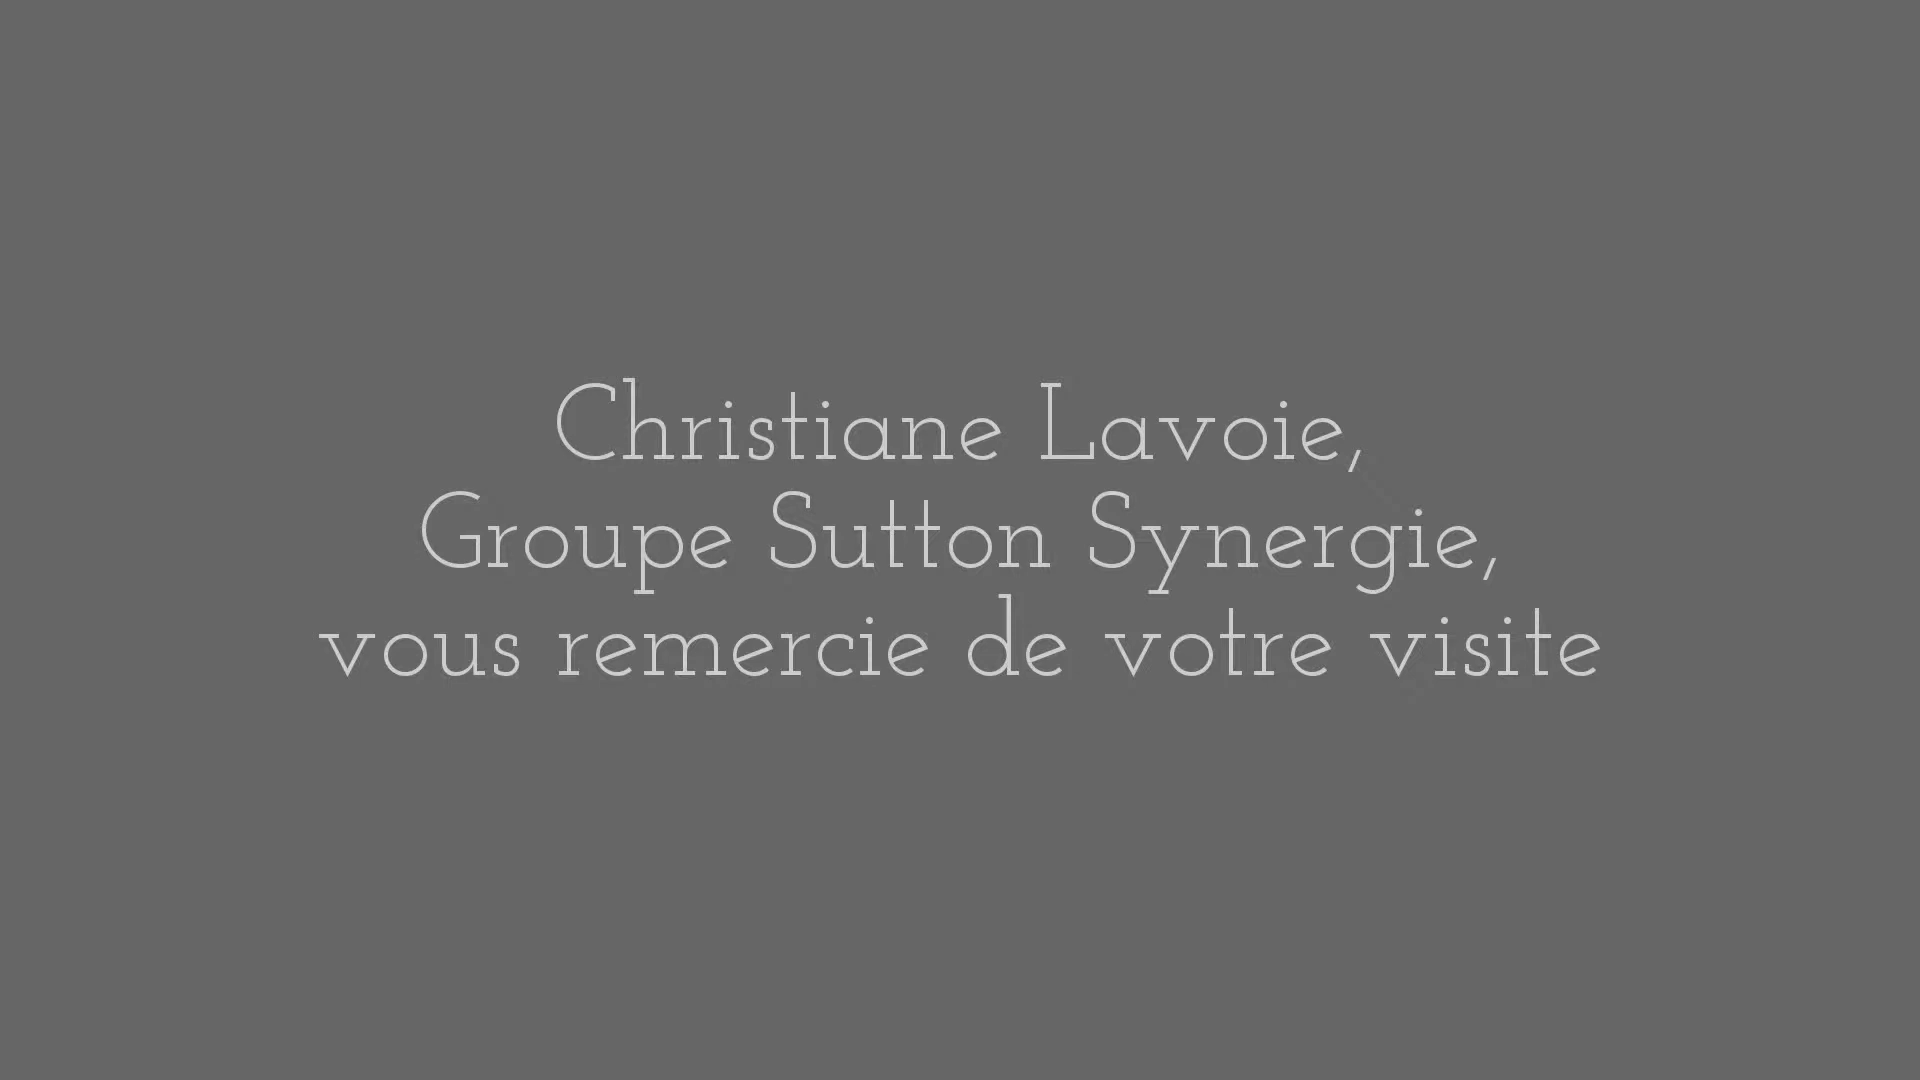 Christiane Lavoie,
Groupe Sutton Synergie,
vous remercie de votre visite